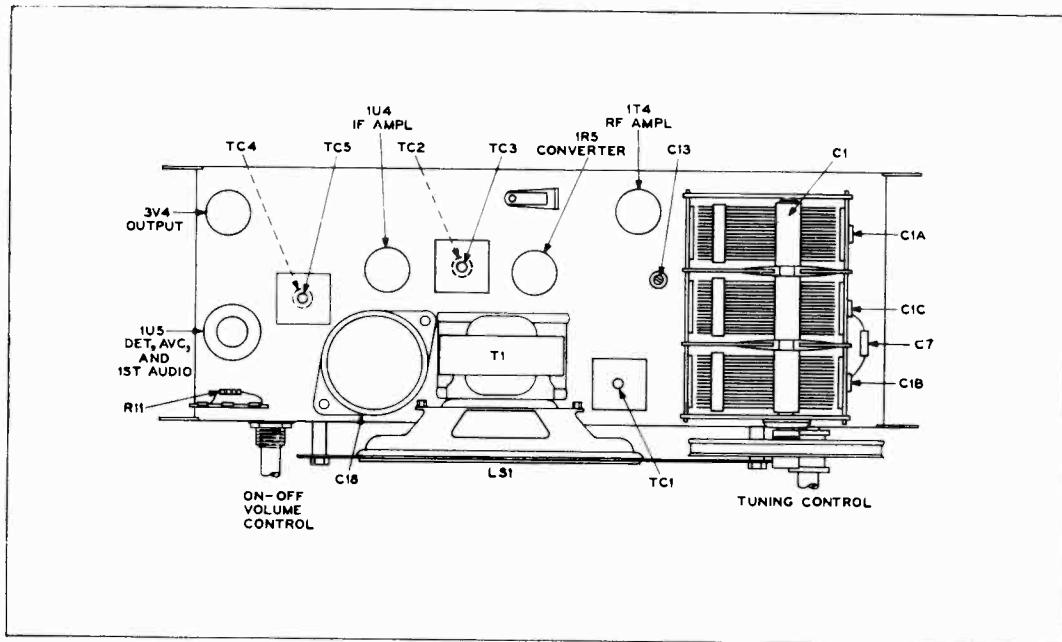 1U4
IF AMPL
1T4
RF AMPL
1R5
CONVERTER
TC4
TC5
TC2
TC3
C13
C1
3V4
OUTPUT
C1A
C1C
C7
C1B
1U5
DET, AVC,
AND
1ST AUDIO
T1
R11
C18
LS1
TC1
ON-OFF
VOLUME
CONTROL
TUNING CONTROL